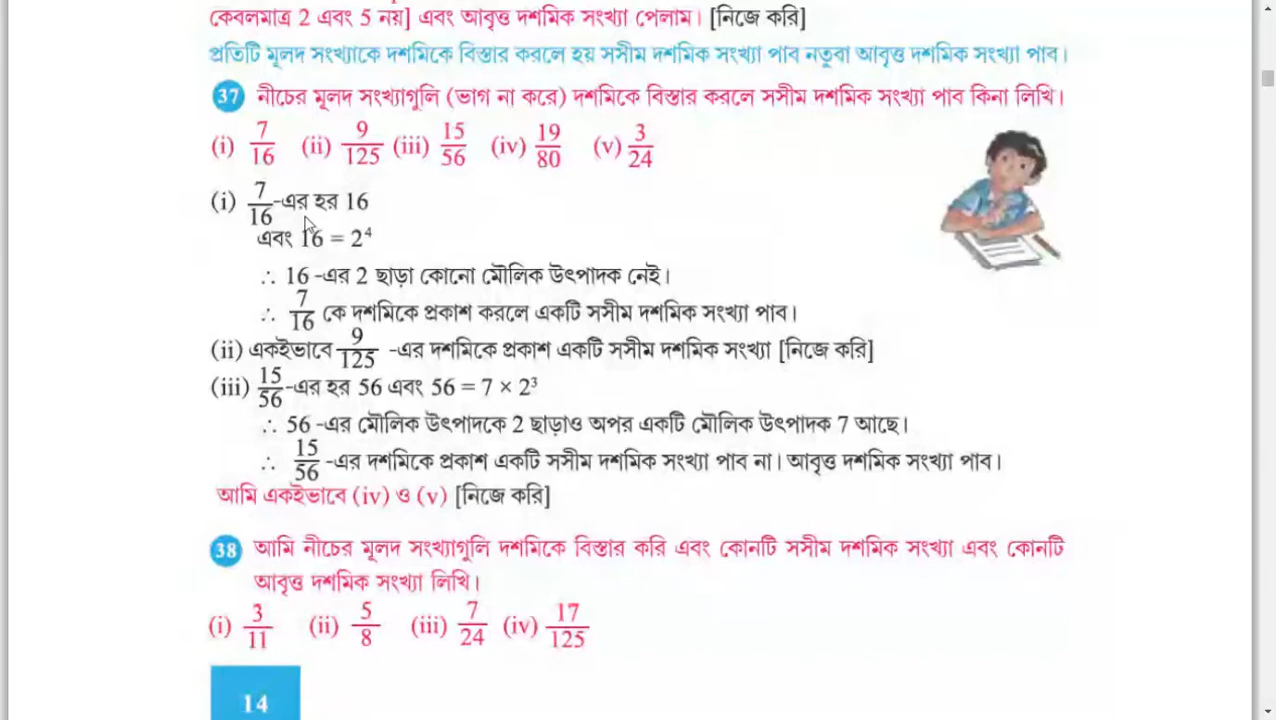 কেবলমাত্র 2 এবং 5 নয়] এবং আবৃত্ত দশমিক সংখ্যা পেলাম। [নিজে করি]
প্রতিটি মূলদ সংখ্যাকে দশমিকে বিস্তার করলে হয় সসীম দশমিক সংখ্যা পাব নতুবা আবৃত্ত দশমিক সংখ্যা পাব।
37 নীচের মূলদ সংখ্যাগুলি (ভাগ না করে) দশমিকে বিস্তার করলে সসীম দশমিক সংখ্যা পাব কিনা লিখি।
(i) 7/16 (ii) 9/125 (iii) 15/56 (iv) 19/80 (v) 3/24
(i) 7/16 -এর হর 16
এবং 16 = 2⁴
∴ 16 -এর 2 ছাড়া কোনো মৌলিক উৎপাদক নেই।
∴ 7/16 কে দশমিকে প্রকাশ করলে একটি সসীম দশমিক সংখ্যা পাব।
(ii) একইভাবে 9/125 -এর দশমিকে প্রকাশ একটি সসীম দশমিক সংখ্যা [নিজে করি]
(iii) 15/56 -এর হর 56 এবং 56 = 7 × 2³
∴ 56 -এর মৌলিক উৎপাদকে 2 ছাড়াও অপর একটি মৌলিক উৎপাদক 7 আছে।
∴ 15/56 -এর দশমিকে প্রকাশ একটি সসীম দশমিক সংখ্যা পাব না। আবৃত্ত দশমিক সংখ্যা পাব।
আমি একইভাবে (iv) ও (v) [নিজে করি]
38 আমি নীচের মূলদ সংখ্যাগুলি দশমিকে বিস্তার করি এবং কোনটি সসীম দশমিক সংখ্যা এবং কোনটি
আবৃত্ত দশমিক সংখ্যা লিখি।
(i) 3/11 (ii) 5/8 (iii) 7/24 (iv) 17/125
14